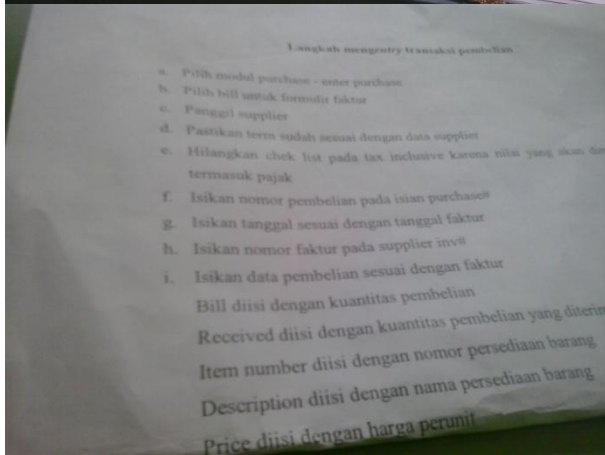 Langkah mengentry transaksi pembelian
a. Pilih modul purchase - enter purchase
b. Pilih bill untuk formulir faktur
c. Panggil supplier
d. Pastikan term sudah sesuai dengan data supplier
e. Hilangkan chek list pada tax inclusive karena nilai yang akan
termasuk pajak
f. Isikan nomor pembelian pada isian purchase#
g. Isikan tanggal sesuai dengan tanggal faktur
h. Isikan nomor faktur pada supplier inv#
i. Isikan data pembelian sesuai dengan faktur
Bill diisi dengan kuantitas pembelian
Received diisi dengan kuantitas pembelian yang
Item number diisi dengan nomor persediaan barang
Description diisi dengan nama persediaan barang
Price diisi dengan harga perunit